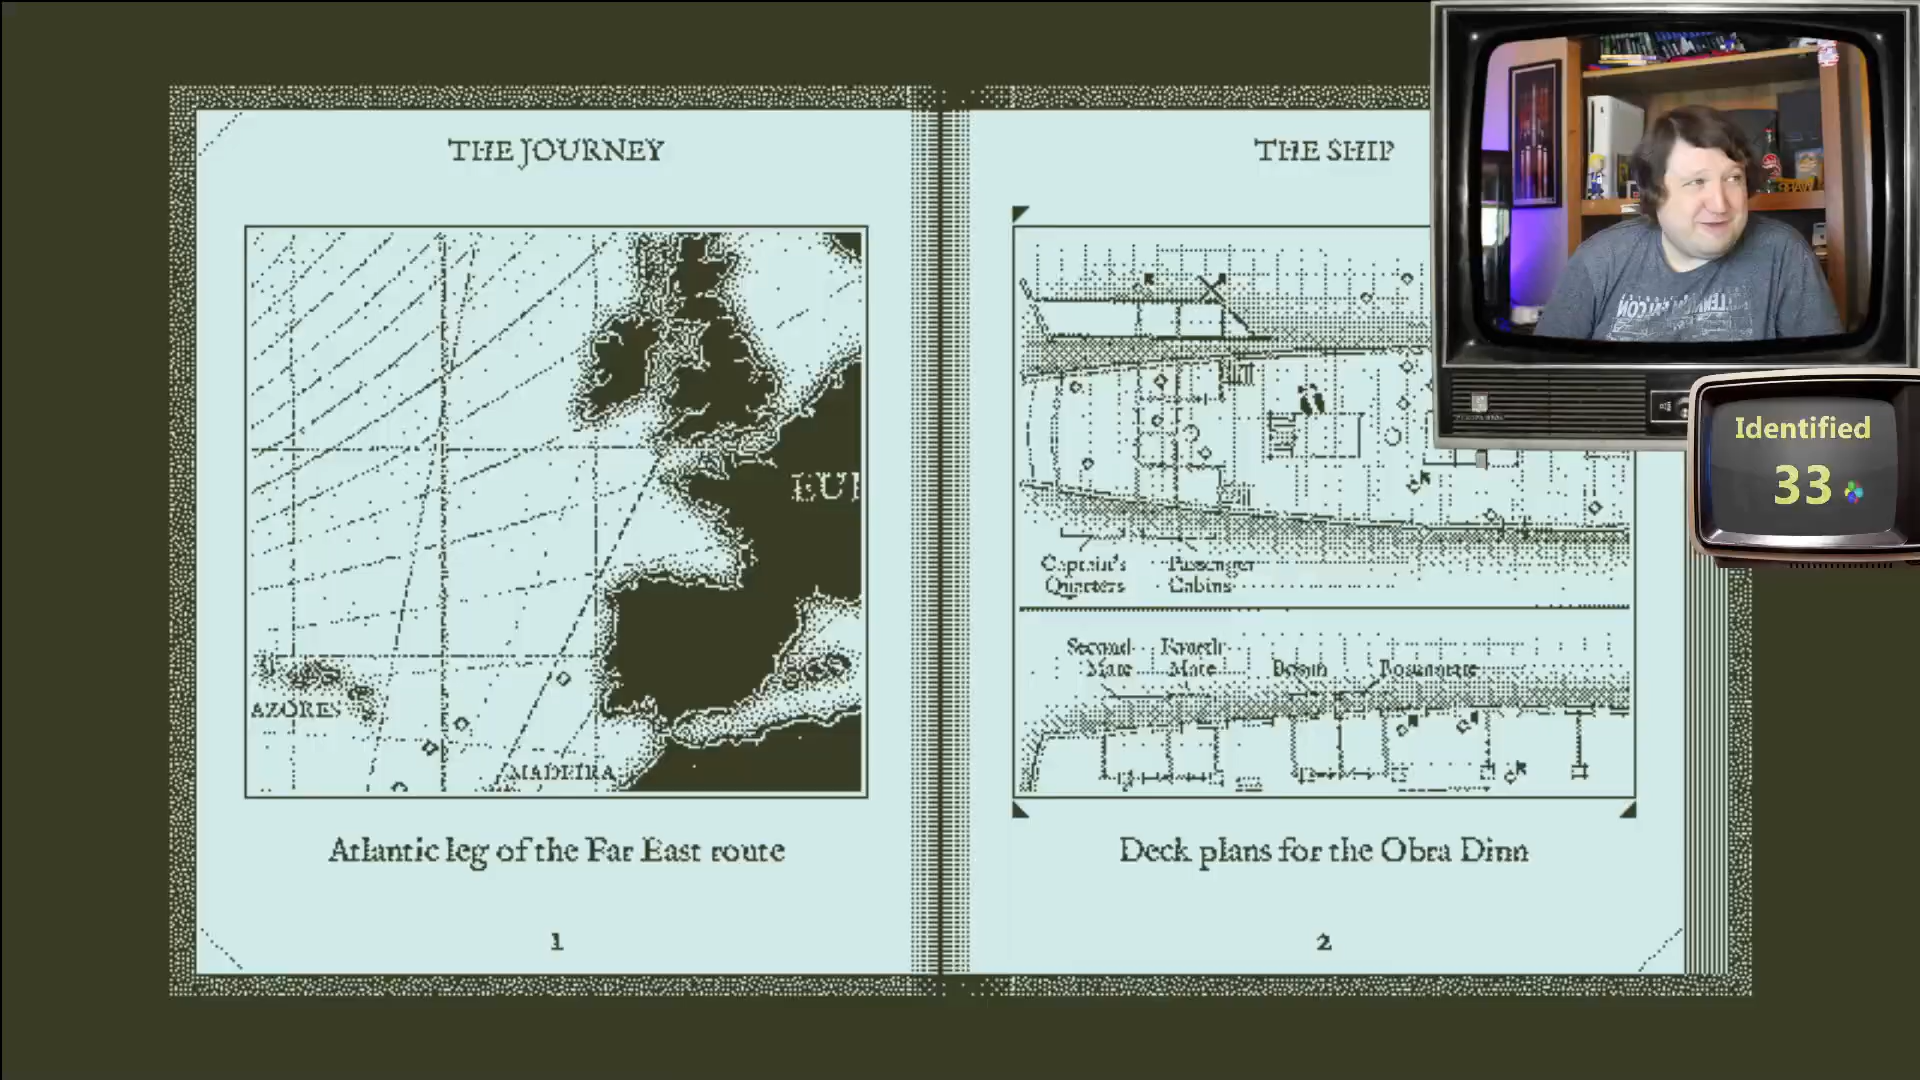 THE JOURNEY
THE SHIP
EUR
AZORES
MADEIRA
Captain's Quarters
Passenger Cabins
Second Mate
Fourth Mate
Bosun
Atlantic leg of the Far East route
Deck plans for the Obra Dinn
1
2
Identified
33